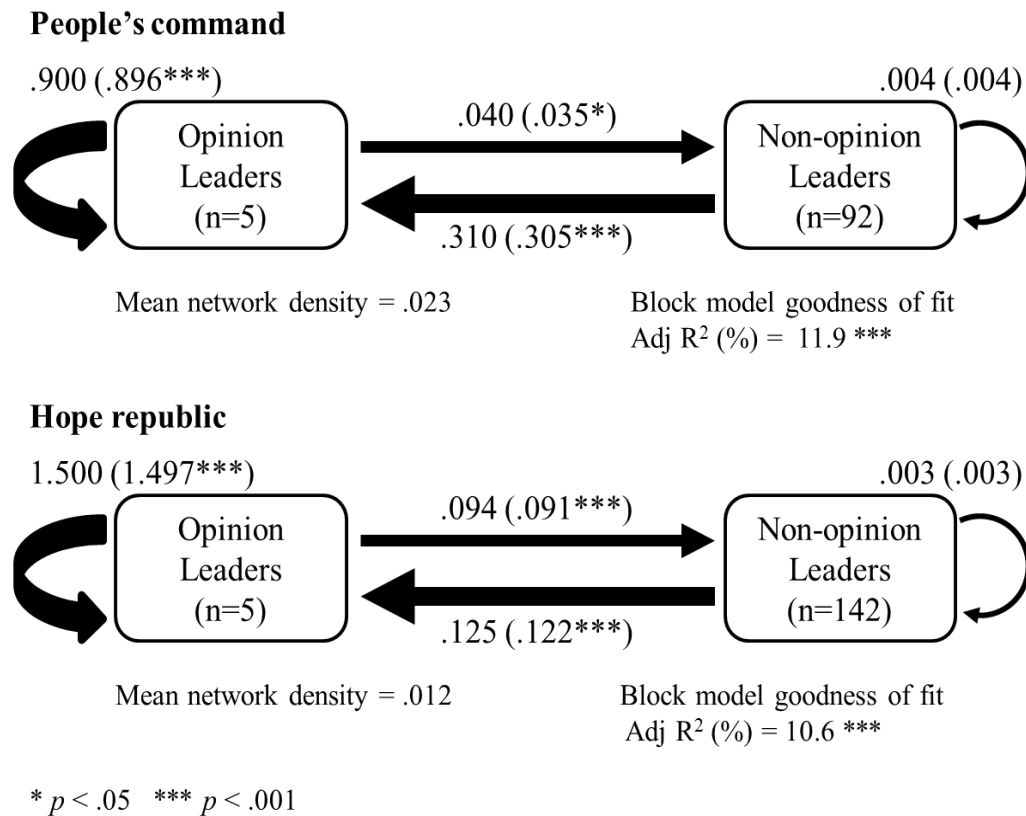 People’s command
.900 (.896***)
.004 (.004)
Opinion
Leaders
(n=5)
.040 (.035*)
.310 (.305***)
Non-opinion
Leaders
(n=92)
Mean network density = .023
Block model goodness of fit
Adj R² (%) = 11.9 ***
Hope republic
1.500 (1.497***)
.003 (.003)
Opinion
Leaders
(n=5)
.094 (.091***)
.125 (.122***)
Non-opinion
Leaders
(n=142)
Mean network density = .012
Block model goodness of fit
Adj R² (%) = 10.6 ***
* p < .05 *** p < .001